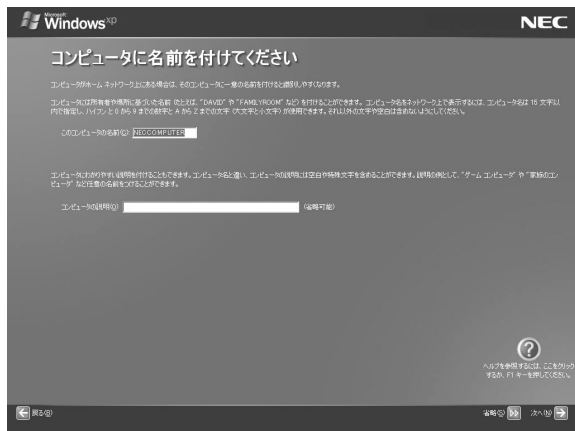 Microsoft
Windows xp
NEC
コンピュータに名前を付けてください
コンピュータがホーム ネットワーク上にある場合は、そのコンピュータに一意の名前を付けると識別しやすくなります。
コンピュータには所有者や場所に基づいた名前 (たとえば、"DAVID" や "FAMILYROOM" など) を付けることができます。コンピュータ名をネットワーク上で表示するには、コンピュータ名は 15 文字以
内で指定し、ハイフンと 0 から 9 までの数字と A から Z までの文字 (大文字と小文字) が使用できます。それ以外の文字や空白は含めないようにしてください。
このコンピュータの名前(C) NECCOMPUTER
コンピュータにわかりやすい説明を付けることもできます。コンピュータ名と違い、コンピュータの説明には空白や特殊文字を含めることができます。説明の例として、"ゲーム コンピュータ" や "家族のコン
ピュータ" など任意の名前をつけることができます。
コンピュータの説明(O) (省略可能)
ヘルプを参照するには、ここをクリック
するか、F1 キーを押してください。
戻る(B) 省略(S) 次へ(N)